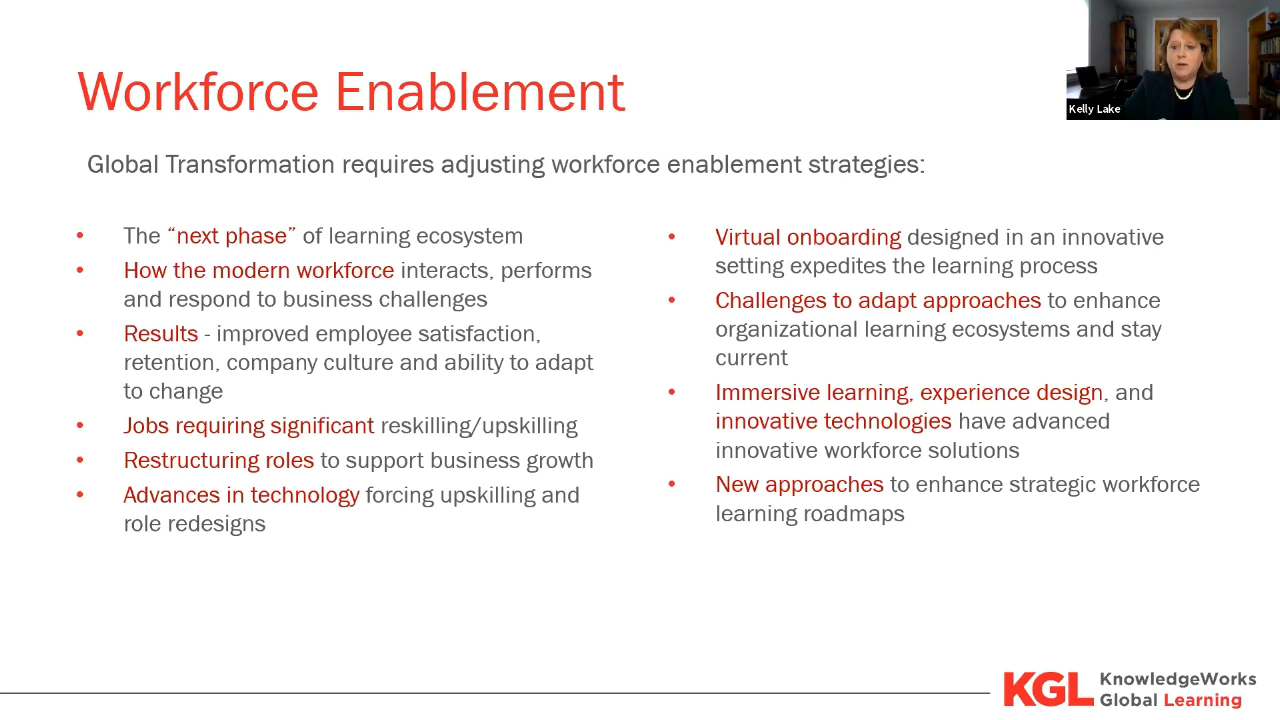 Workforce Enablement
Kelly Lake
Global Transformation requires adjusting workforce enablement strategies:
• The “next phase” of learning ecosystem
• How the modern workforce interacts, performs
and respond to business challenges
• Results - improved employee satisfaction,
retention, company culture and ability to adapt
to change
• Jobs requiring significant reskilling/upskilling
• Restructuring roles to support business growth
• Advances in technology forcing upskilling and
role redesigns
• Virtual onboarding designed in an innovative
setting expedites the learning process
• Challenges to adapt approaches to enhance
organizational learning ecosystems and stay
current
• Immersive learning, experience design, and
innovative technologies have advanced
innovative workforce solutions
• New approaches to enhance strategic workforce
learning roadmaps
KGL KnowledgeWorks
Global Learning